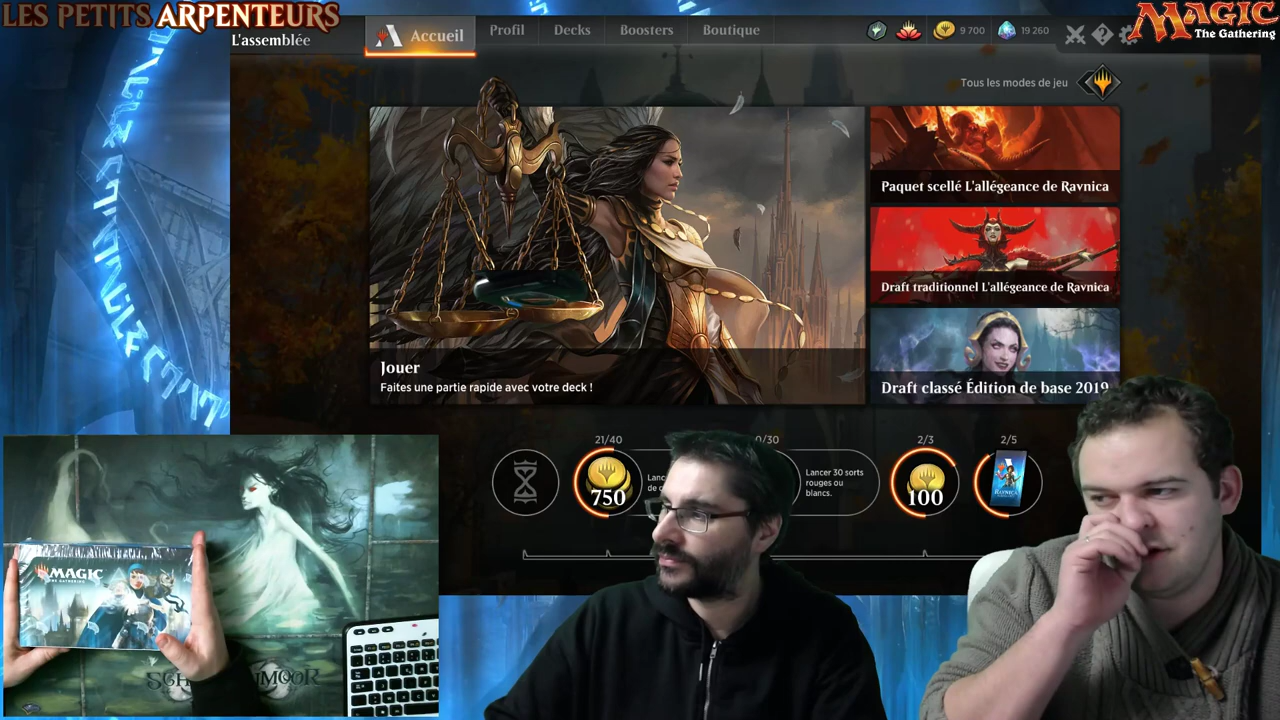 LES PETITS ARPENTEURS
L'assemblée
Accueil
Profil
Decks
Boosters
Boutique
9 700
19 260
MAGIC
The Gathering
Tous les modes de jeu
Paquet scellé L'allégeance de Ravnica
Draft traditionnel L'allégeance de Ravnica
Draft classé Édition de base 2019
Jouer
Faites une partie rapide avec votre deck !
21/40
750
0/30
Lancer 30 sorts
rouges ou
blancs.
2/3
100
2/5
RAVNICA
MAGIC
THE GATHERING